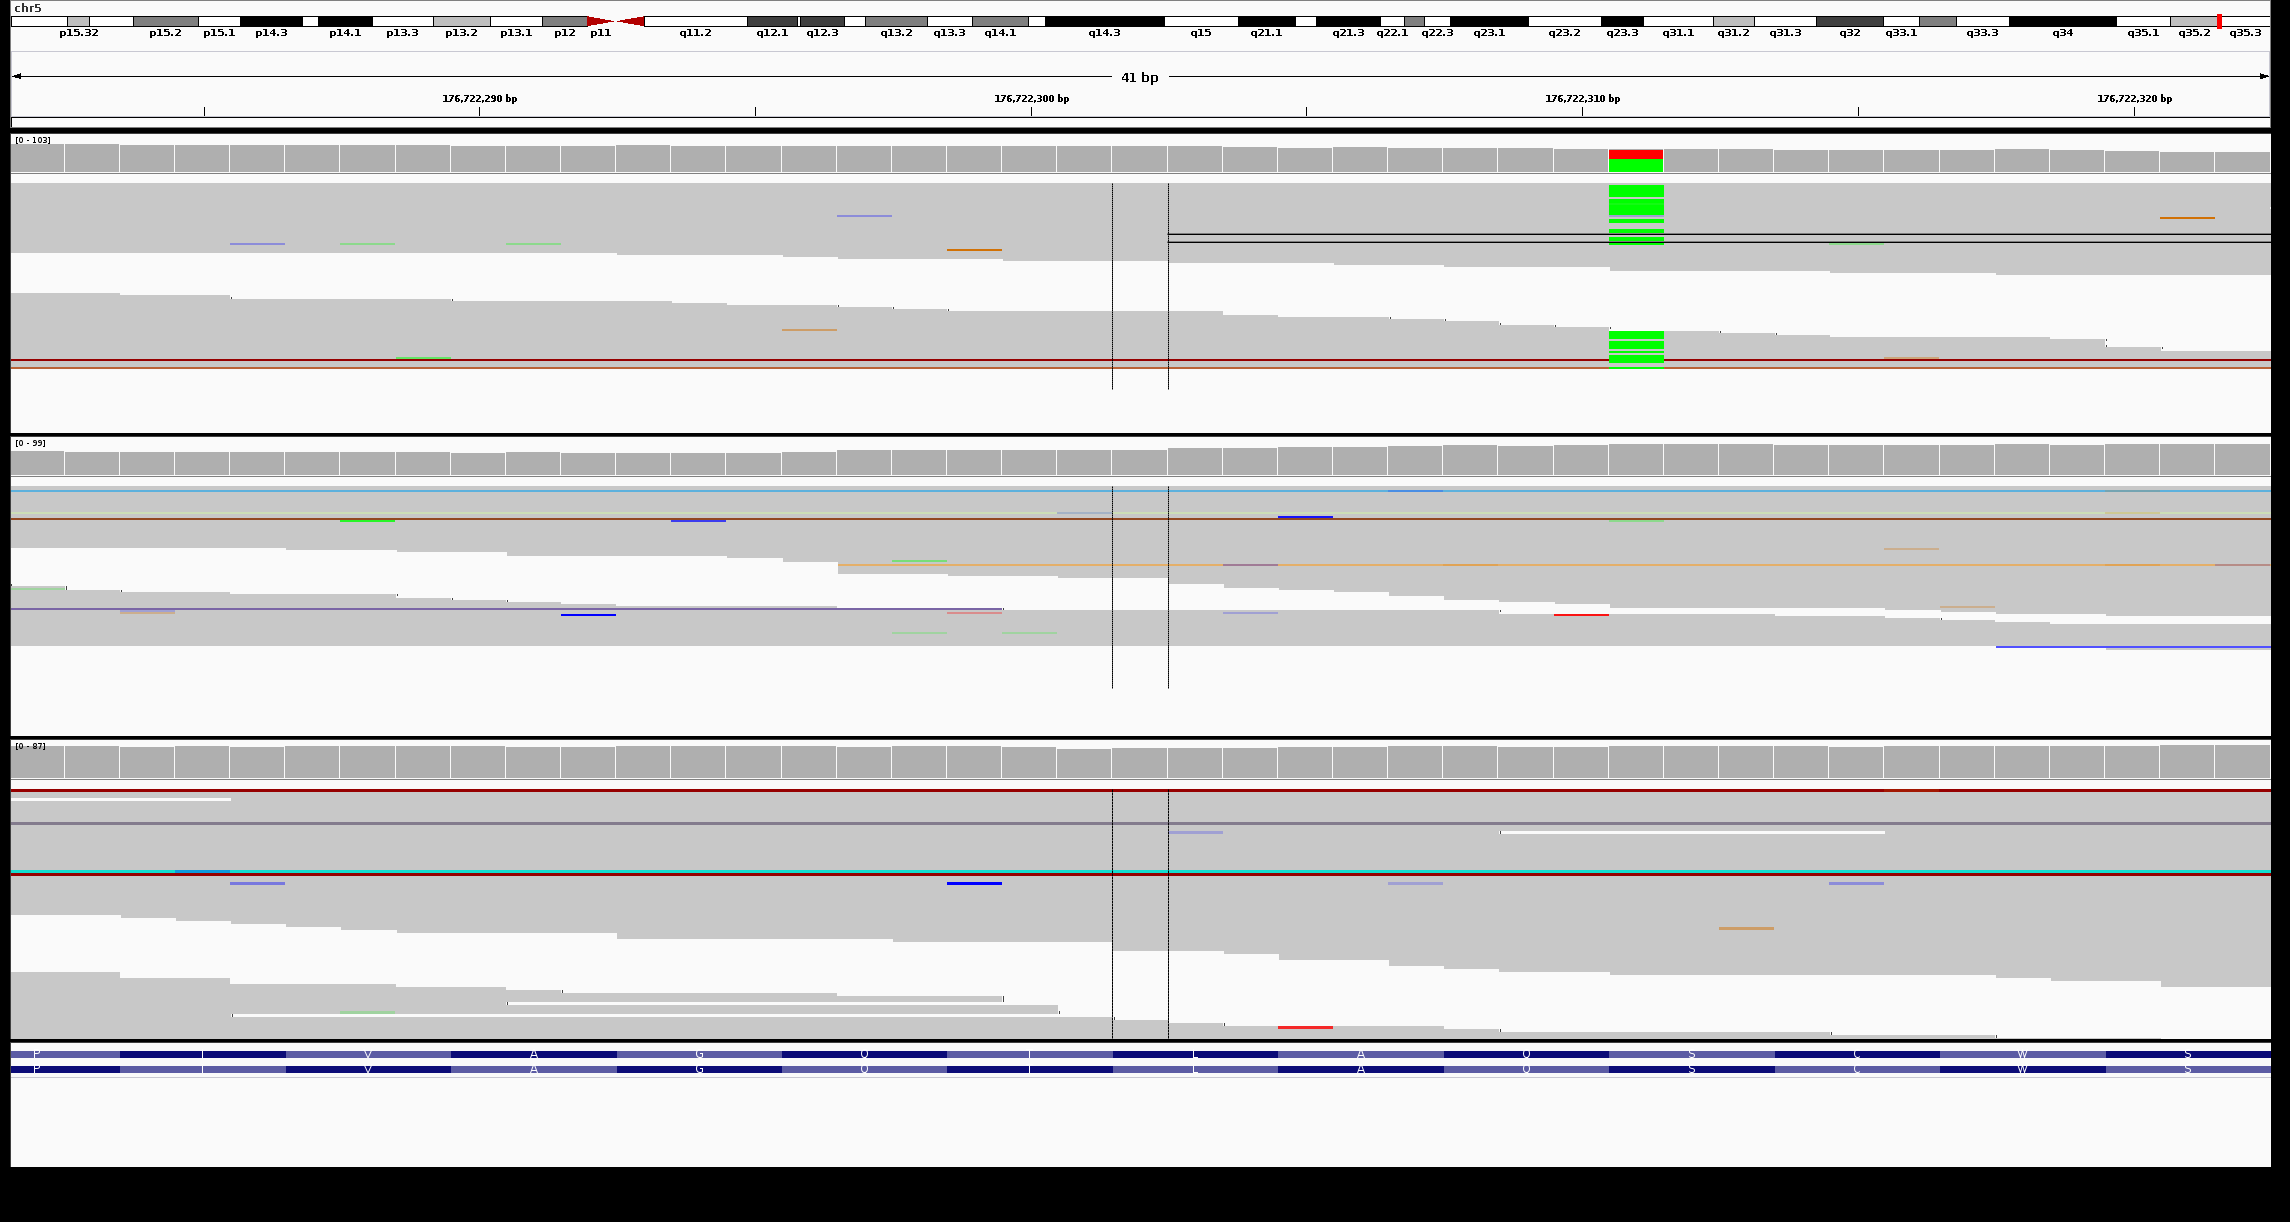 chr5
p15.32 p15.2 p15.1 p14.3 p14.1 p13.3 p13.2 p13.1 p12 p11 q11.2 q12.1 q12.3 q13.2 q13.3 q14.1 q14.3 q15 q21.1 q21.3 q22.1 q22.3 q23.1 q23.2 q23.3 q31.1 q31.2 q31.3 q32 q33.1 q33.3 q34 q35.1 q35.2 q35.3
41 bp
176,722,290 bp 176,722,300 bp 176,722,310 bp 176,722,320 bp
[0 - 103]
[0 - 99]
[0 - 87]
P I V A G Q I L A Q S C W S
P I V A G Q I L A Q S C W S